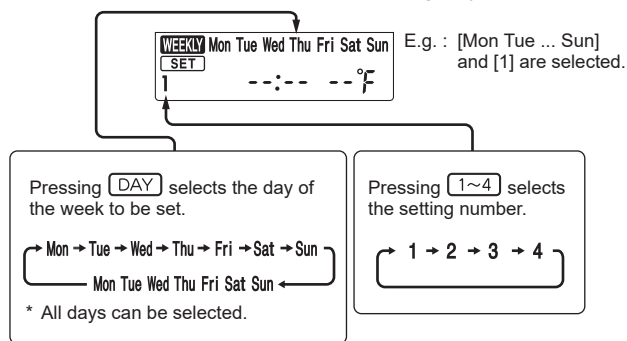 WEEKLY Mon Tue Wed Thu Fri Sat Sun
SET
1 --:-- --°F
E.g. : [Mon Tue ... Sun]
and [1] are selected.
Pressing DAY selects the day of
the week to be set.
Mon → Tue → Wed → Thu → Fri → Sat → Sun
Mon Tue Wed Thu Fri Sat Sun
* All days can be selected.
Pressing 1~4 selects
the setting number.
1 → 2 → 3 → 4